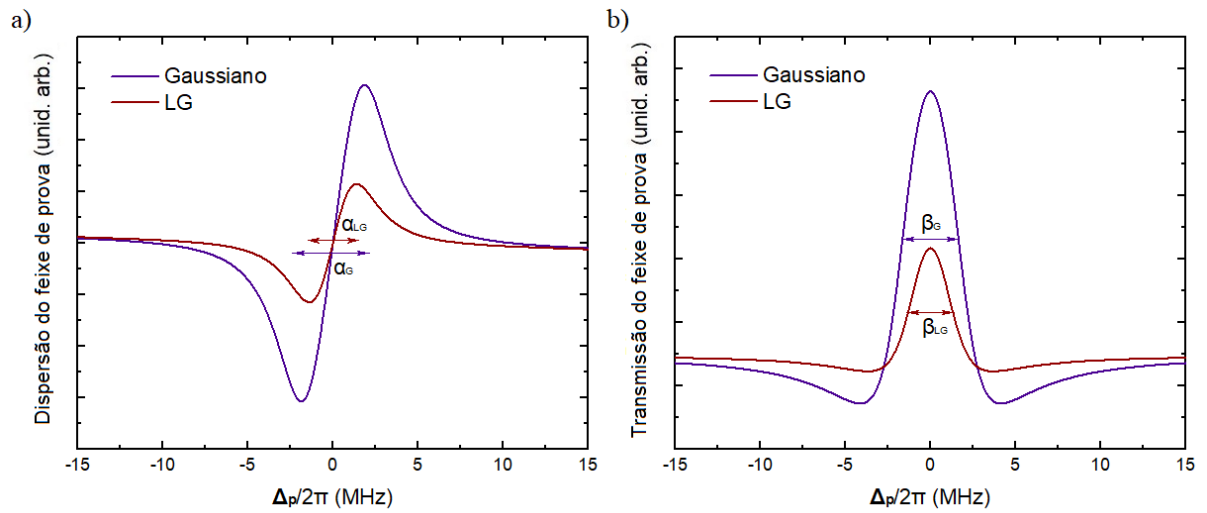 a)
Dispersão do feixe de prova (unid. arb.)
Gaussiano
LG
αLG
αG
-15 -10 -5 0 5 10 15
Δp/2π (MHz)
b)
Transmissão do feixe de prova (unid. arb.)
Gaussiano
LG
βG
βLG
-15 -10 -5 0 5 10 15
Δp/2π (MHz)